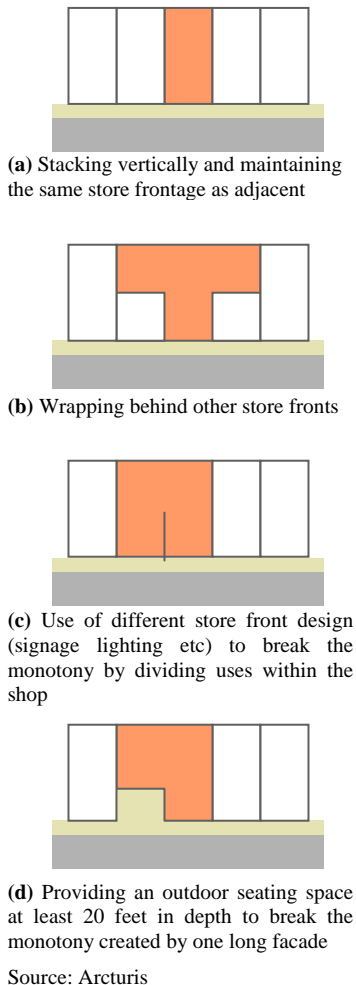 (a) Stacking vertically and maintaining
the same store frontage as adjacent
(b) Wrapping behind other store fronts
(c) Use of different store front design
(signage lighting etc) to break the
monotony by dividing uses within the
shop
(d) Providing an outdoor seating space
at least 20 feet in depth to break the
monotony created by one long facade
Source: Arcturis